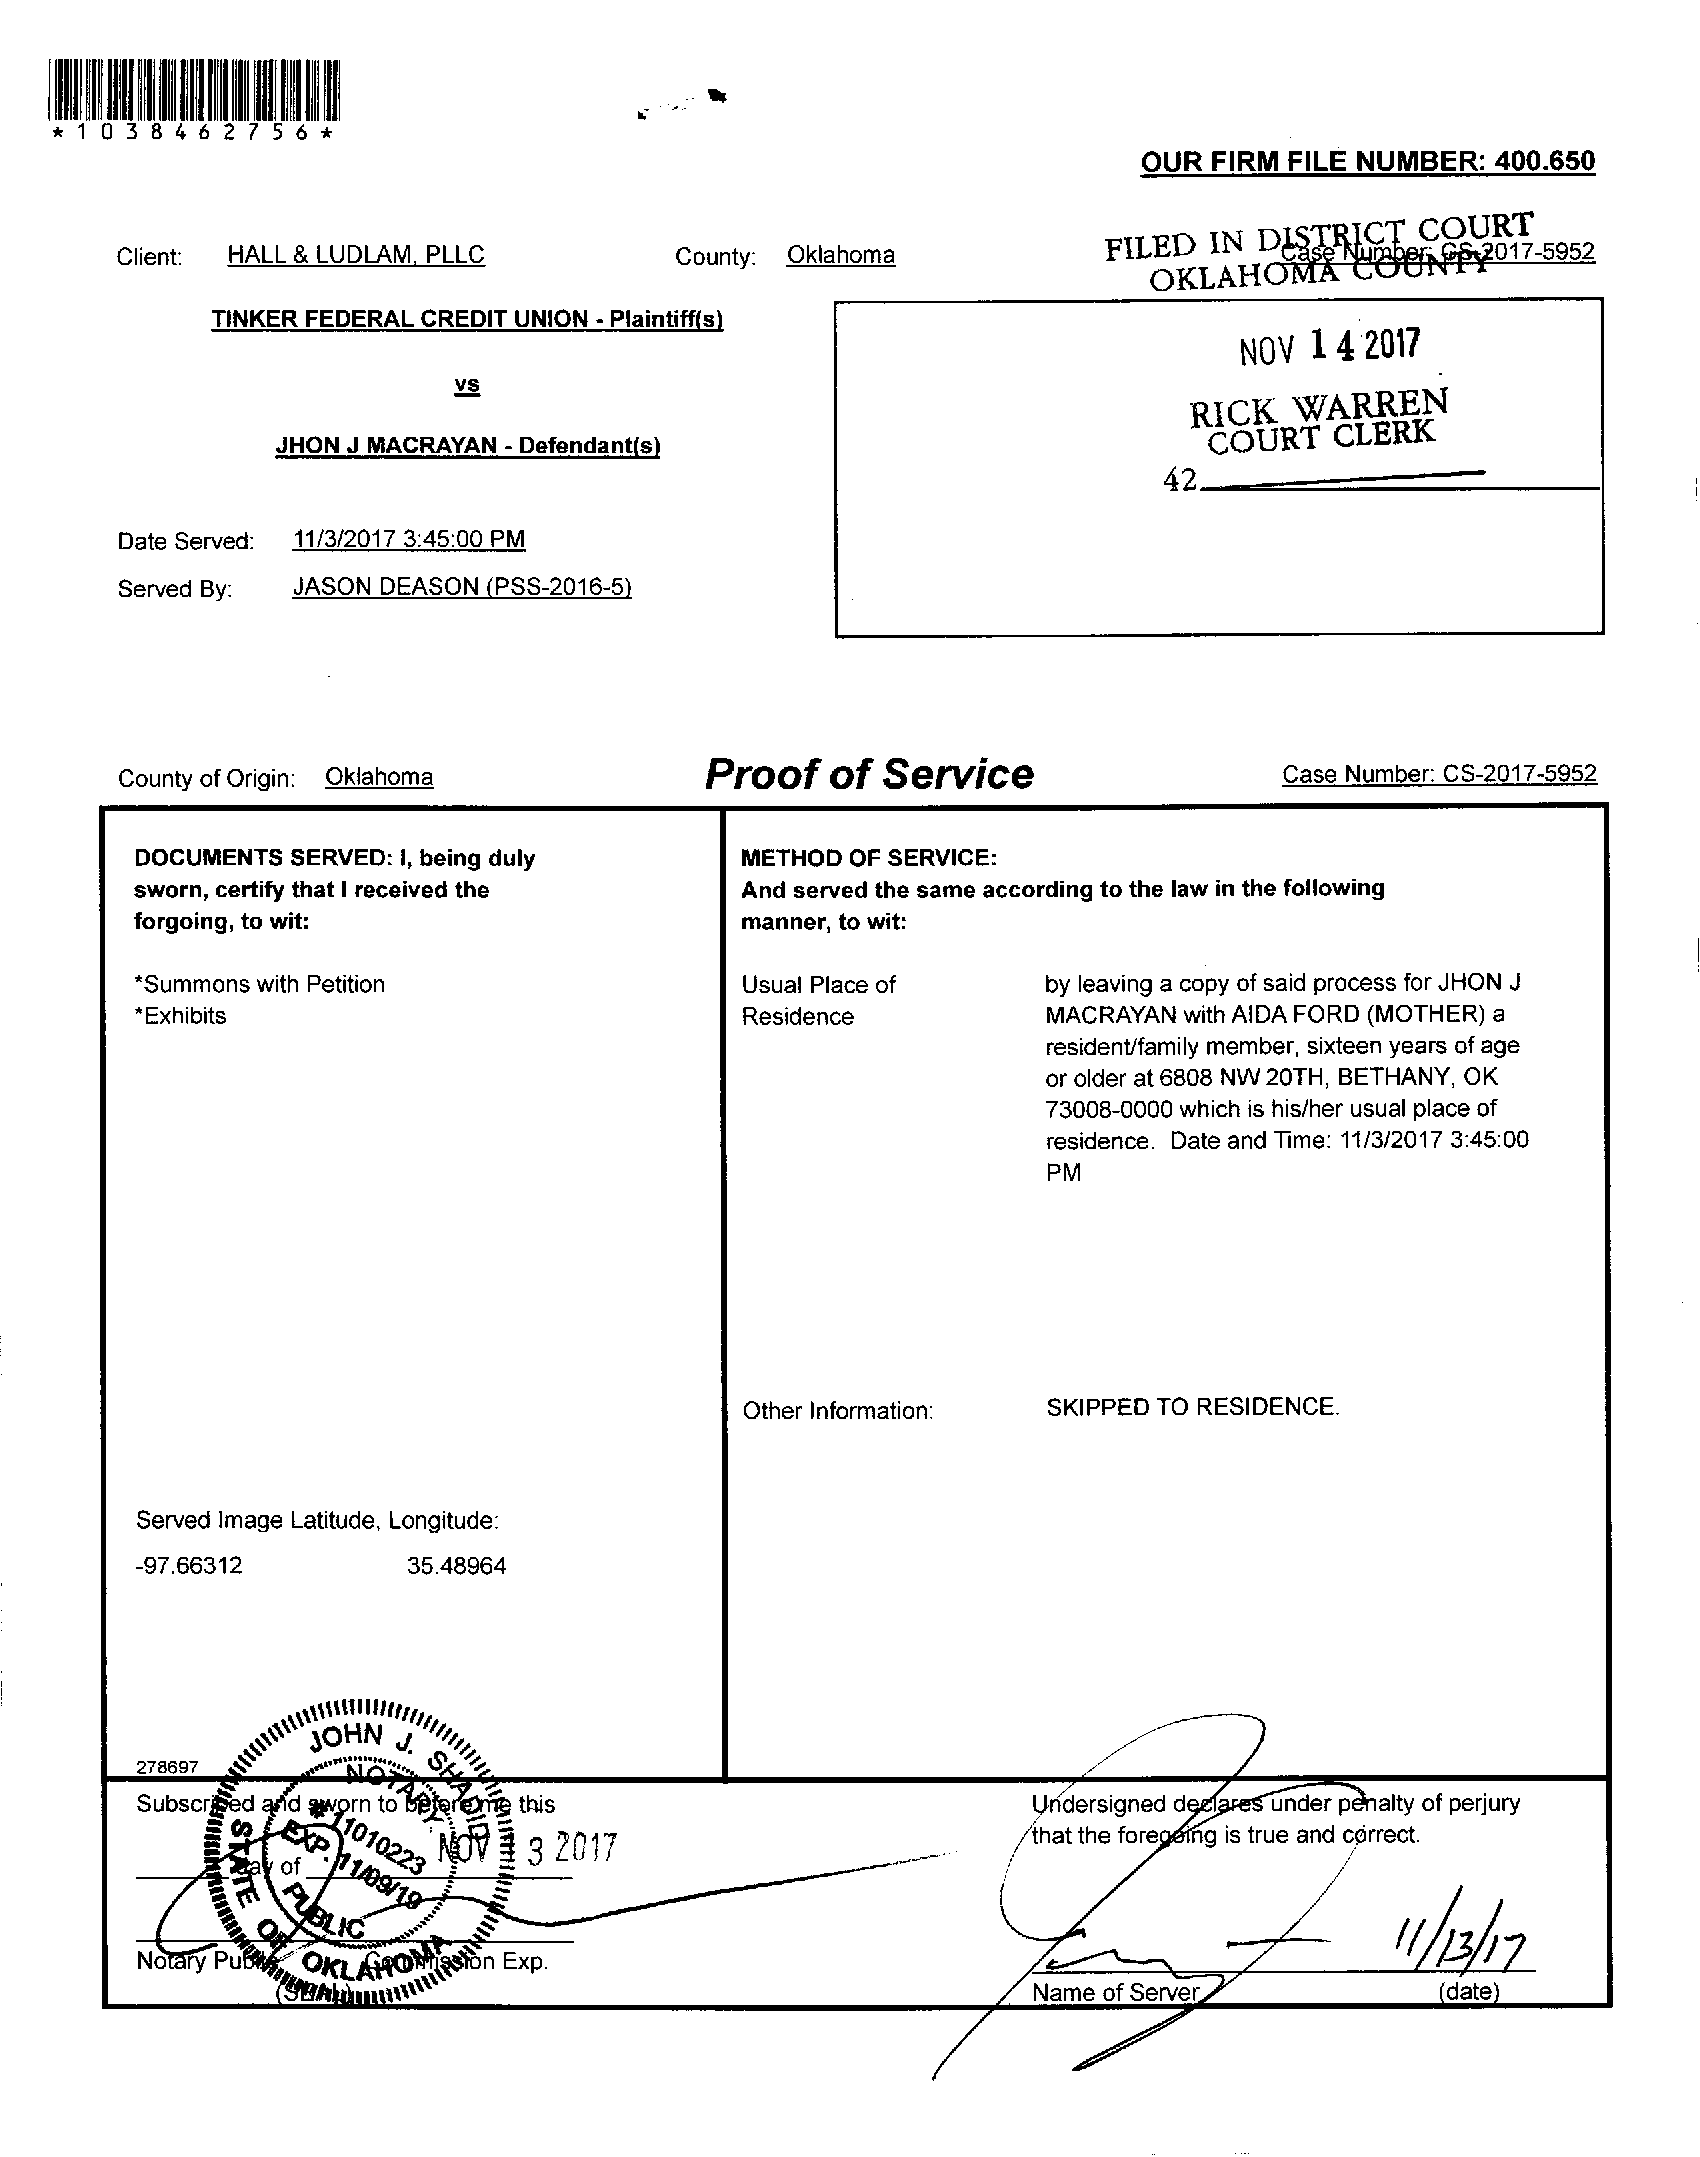 *1038462756*
OUR FIRM FILE NUMBER: 400.650
Client: HALL & LUDLAM, PLLC County: Oklahoma Case Number: CS-2017-5952
FILED IN DISTRICT COURT
OKLAHOMA COUNTY
TINKER FEDERAL CREDIT UNION - Plaintiff(s)
vs
JHON J MACRAYAN - Defendant(s)
NOV 14 2017
RICK WARREN
COURT CLERK
42
Date Served: 11/3/2017 3:45:00 PM
Served By: JASON DEASON (PSS-2016-5)
County of Origin: Oklahoma Proof of Service Case Number: CS-2017-5952
DOCUMENTS SERVED: I, being duly
sworn, certify that I received the
forgoing, to wit:
*Summons with Petition
*Exhibits
Served Image Latitude, Longitude:
-97.66312 35.48964
278697
METHOD OF SERVICE:
And served the same according to the law in the following
manner, to wit:
Usual Place of
Residence
by leaving a copy of said process for JHON J
MACRAYAN with AIDA FORD (MOTHER) a
resident/family member, sixteen years of age
or older at 6808 NW 20TH, BETHANY, OK
73008-0000 which is his/her usual place of
residence. Date and Time: 11/3/2017 3:45:00
PM
Other Information: SKIPPED TO RESIDENCE.
Subscribed and sworn to before me this
day of NOV 13 2017
Notary Public Commission Exp.
(SEAL)
JOHN J. SHADID
NOTARY
#11010223
EXP. 11/09/19
PUBLIC
STATE OF OKLAHOMA
Undersigned declares under penalty of perjury
that the foregoing is true and correct.
11/13/17
Name of Server (date)